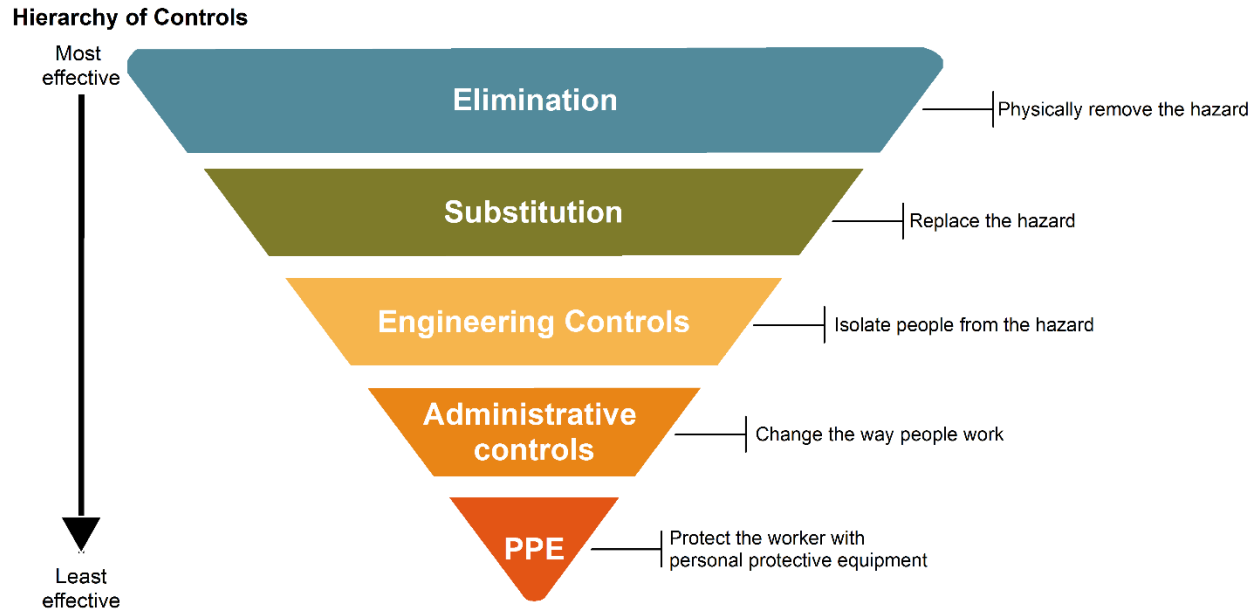 Hierarchy of Controls
Most
effective
Elimination
Physically remove the hazard
Substitution
Replace the hazard
Engineering Controls
Isolate people from the hazard
Administrative
controls
Change the way people work
PPE
Protect the worker with
personal protective equipment
Least
effective